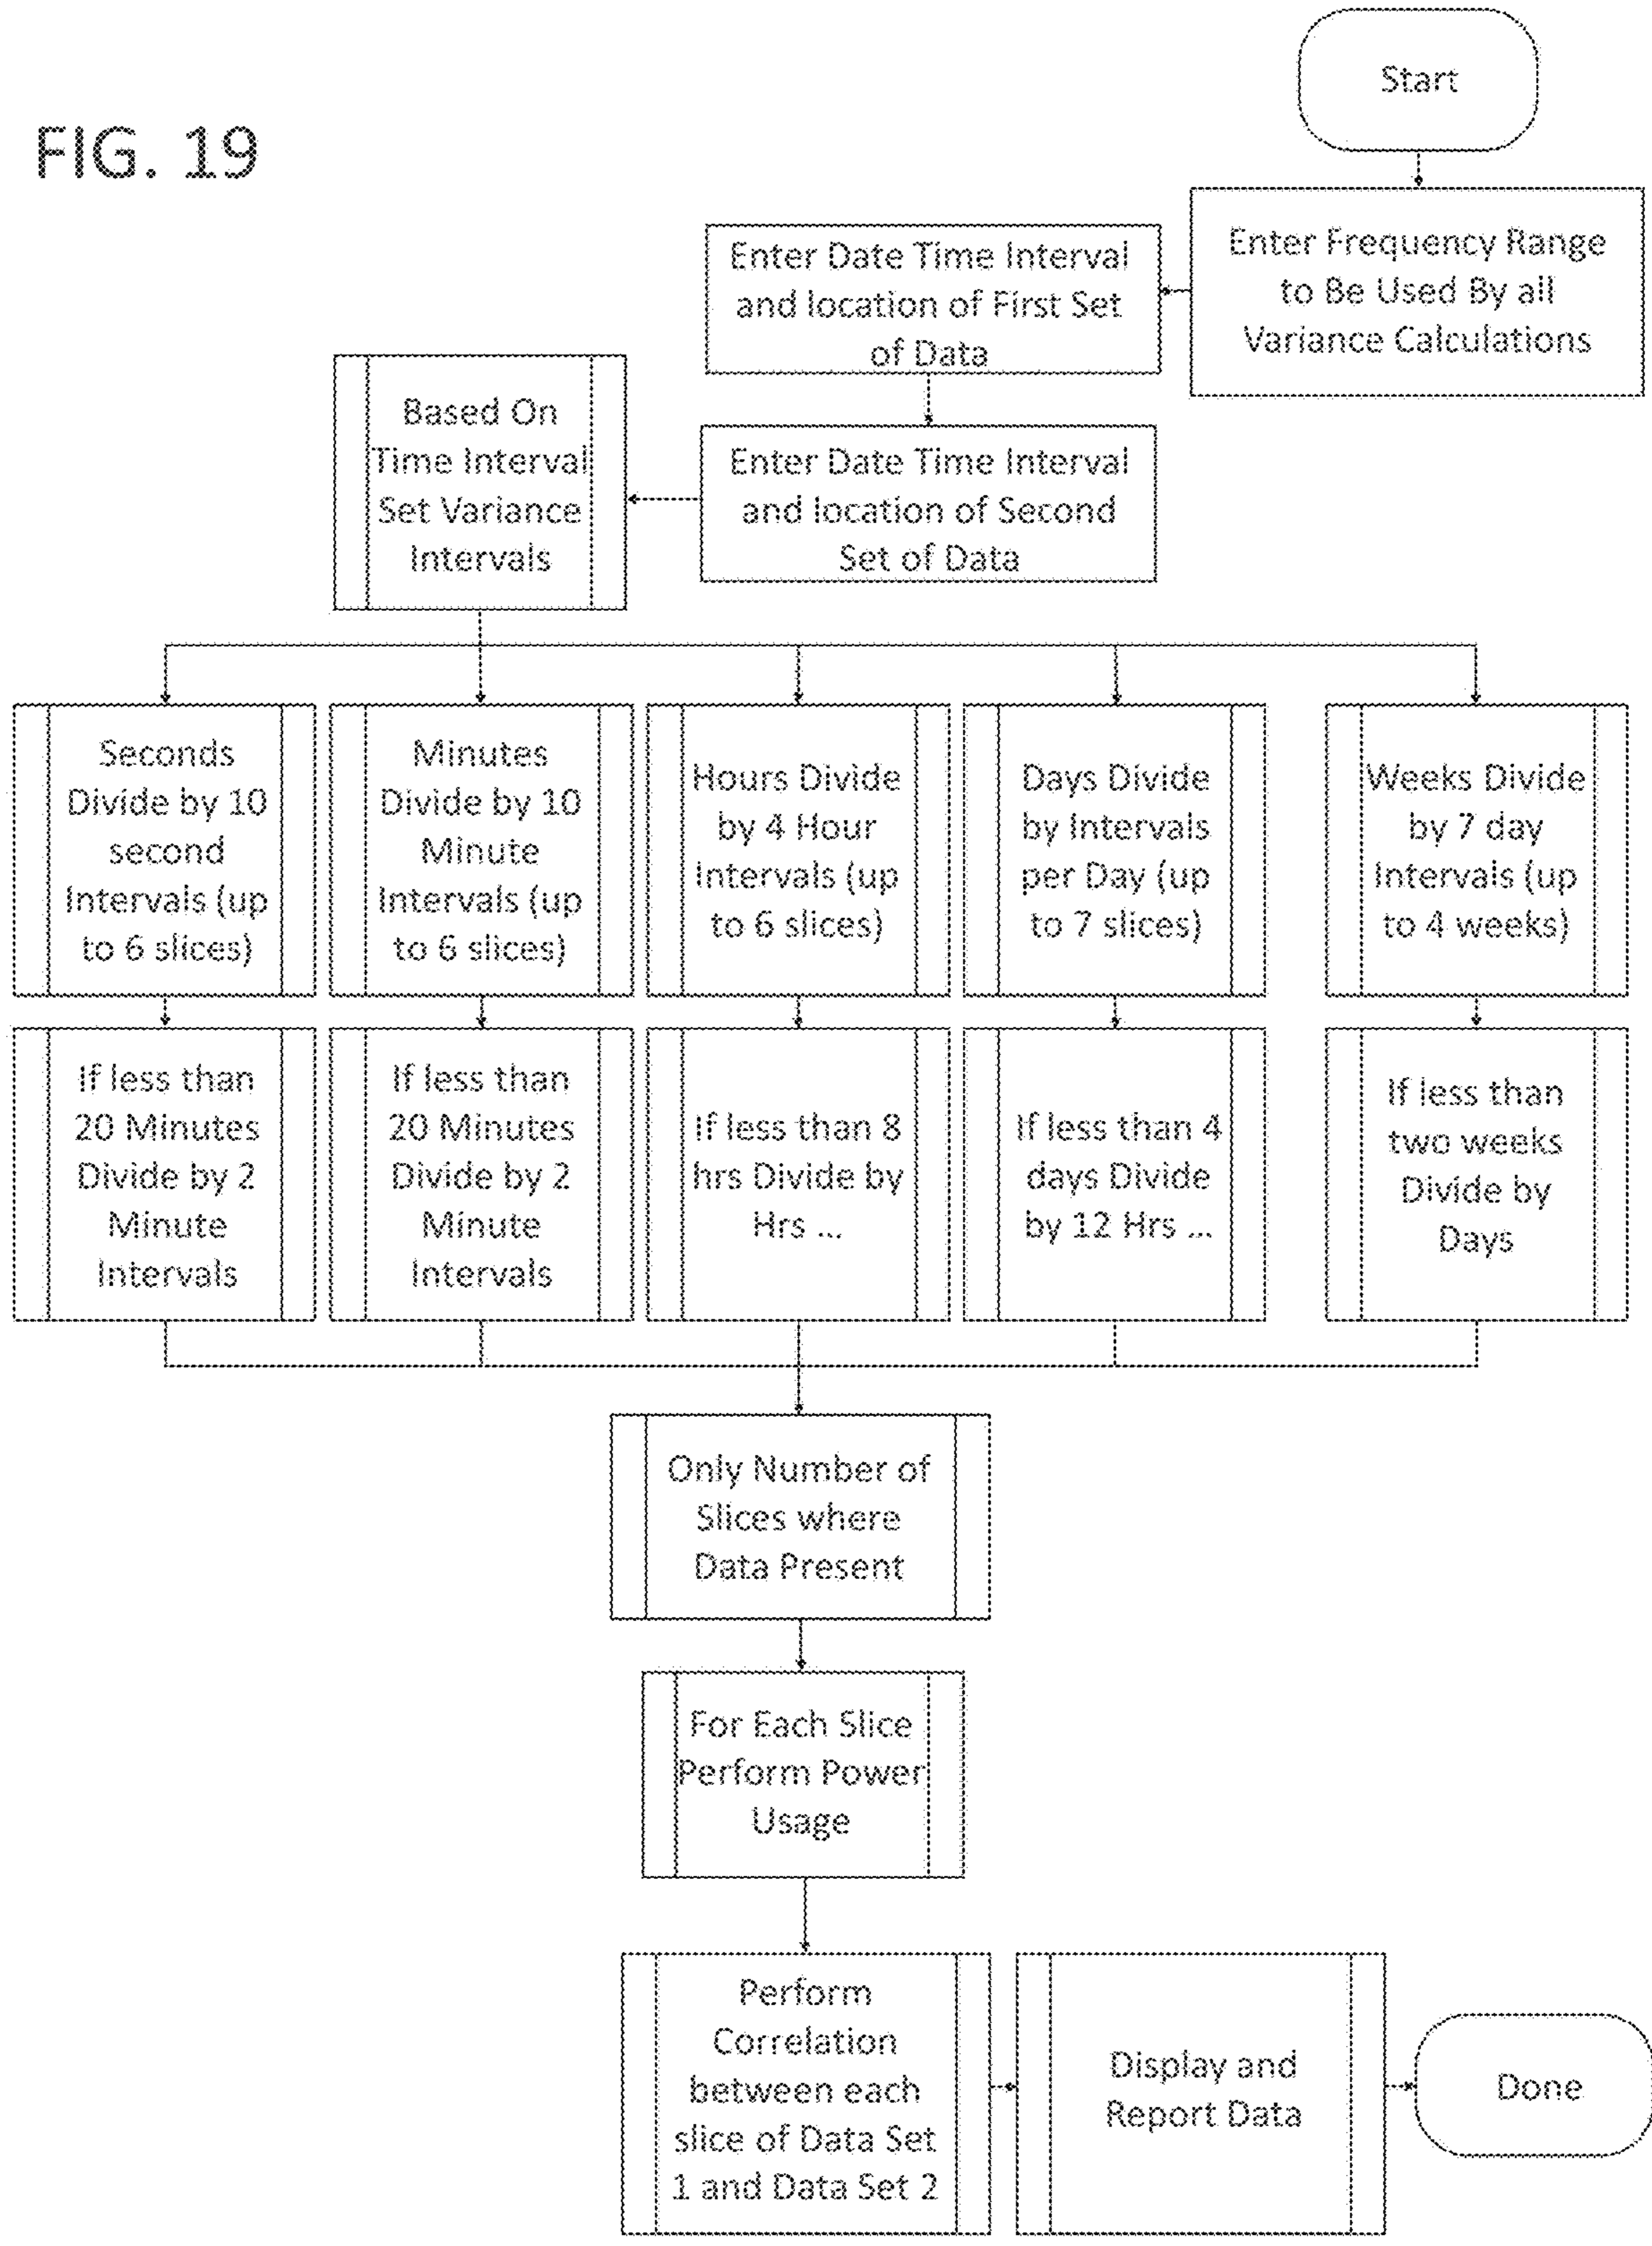 FIG. 19
Start
Enter Frequency Range
to Be Used By all
Variance Calculations
Enter Date Time Interval
and location of First Set
of Data
Enter Date Time Interval
and location of Second
Set of Data
Based On
Time Interval
Set Variance
Intervals
Seconds
Divide by 10
second
Intervals (up
to 6 slices)
Minutes
Divide by 10
Minute
Intervals (up
to 6 slices)
Hours Divide
by 4 Hour
Intervals (up
to 6 slices)
Days Divide
by Intervals
per Day (up
to 7 slices)
Weeks Divide
by 7 day
Intervals (up
to 4 weeks)
If less than
20 Minutes
Divide by 2
Minute
Intervals
If less than
20 Minutes
Divide by 2
Minute
Intervals
If less than 8
hrs Divide by
Hrs ...
If less than 4
days Divide
by 12 Hrs ...
If less than
two weeks
Divide by
Days
Only Number of
Slices where
Data Present
For Each Slice
Perform Power
Usage
Perform
Correlation
between each
slice of Data Set
1 and Data Set 2
Display and
Report Data
Done